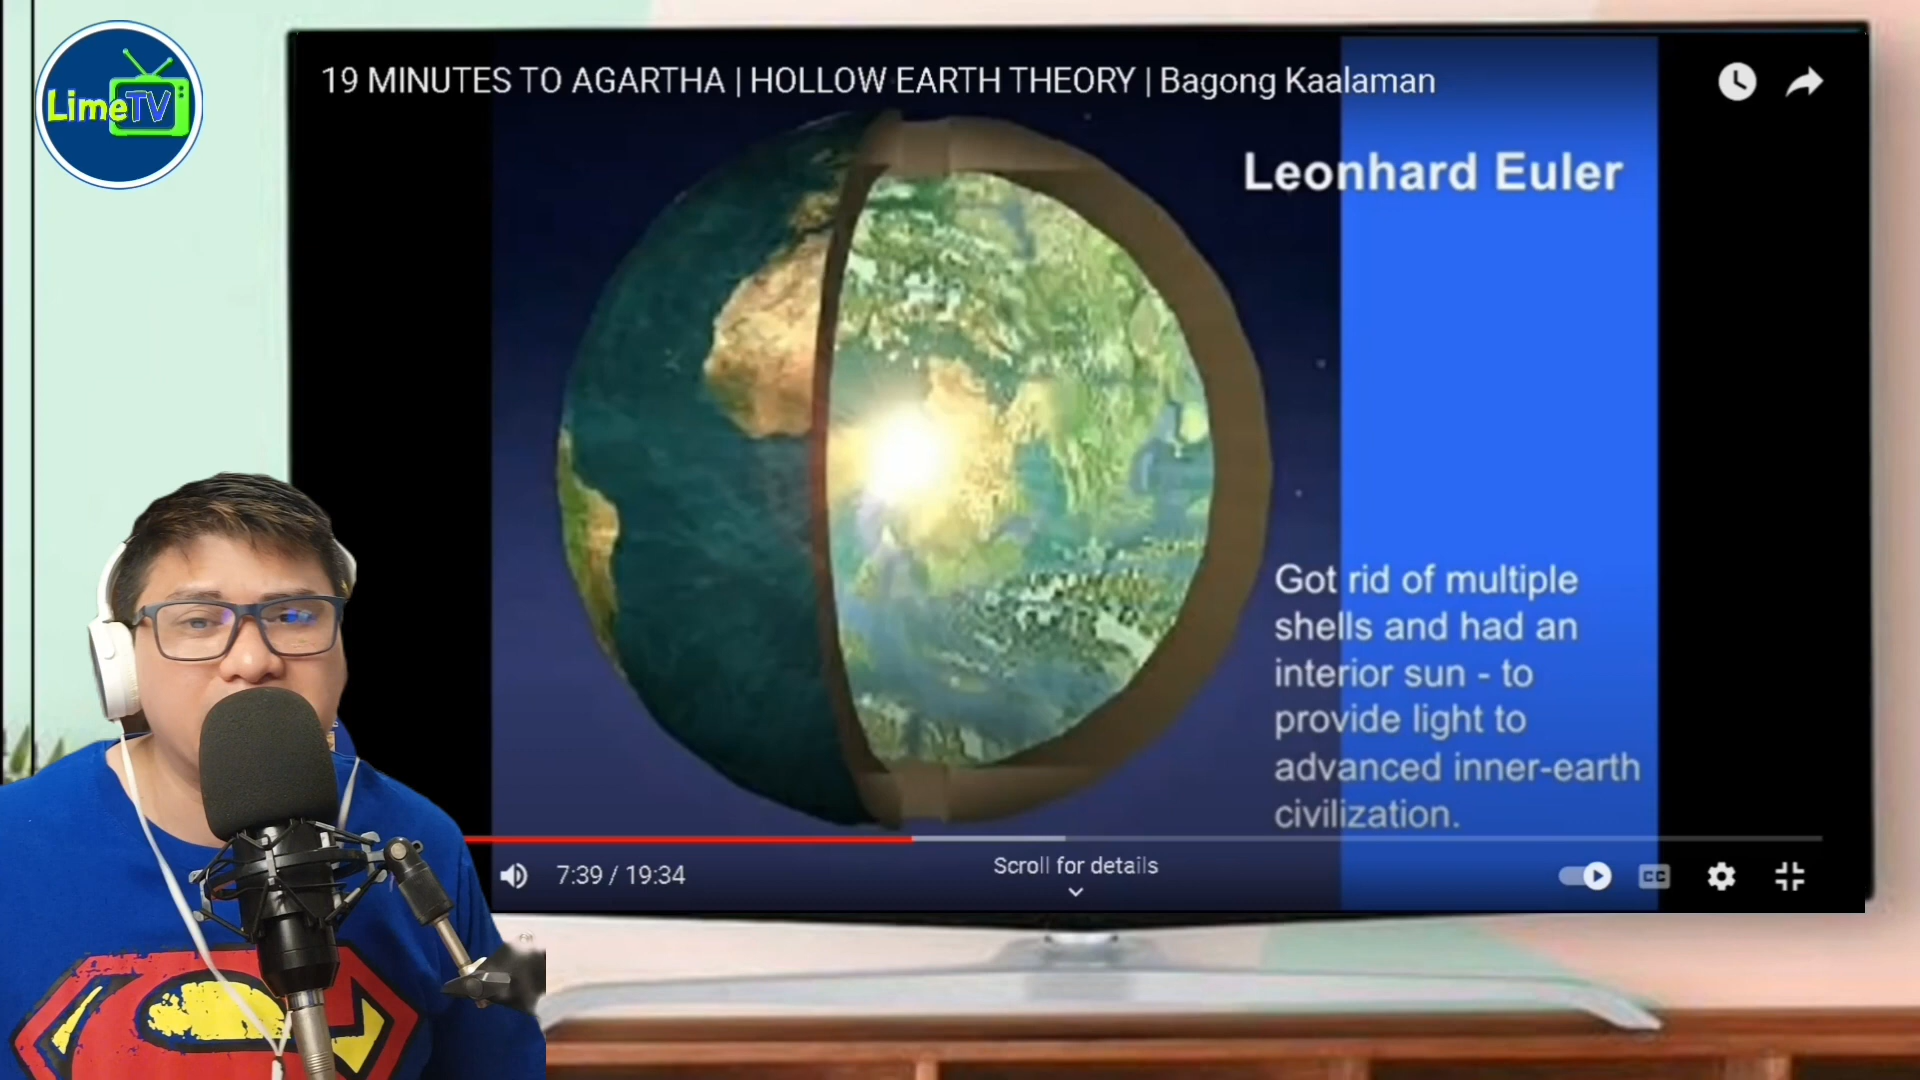 LimeTV
19 MINUTES TO AGARTHA | HOLLOW EARTH THEORY | Bagong Kaalaman
Leonhard Euler
Got rid of multiple
shells and had an
interior sun - to
provide light to
advanced inner-earth
civilization.
7:39 / 19:34
Scroll for details
CC